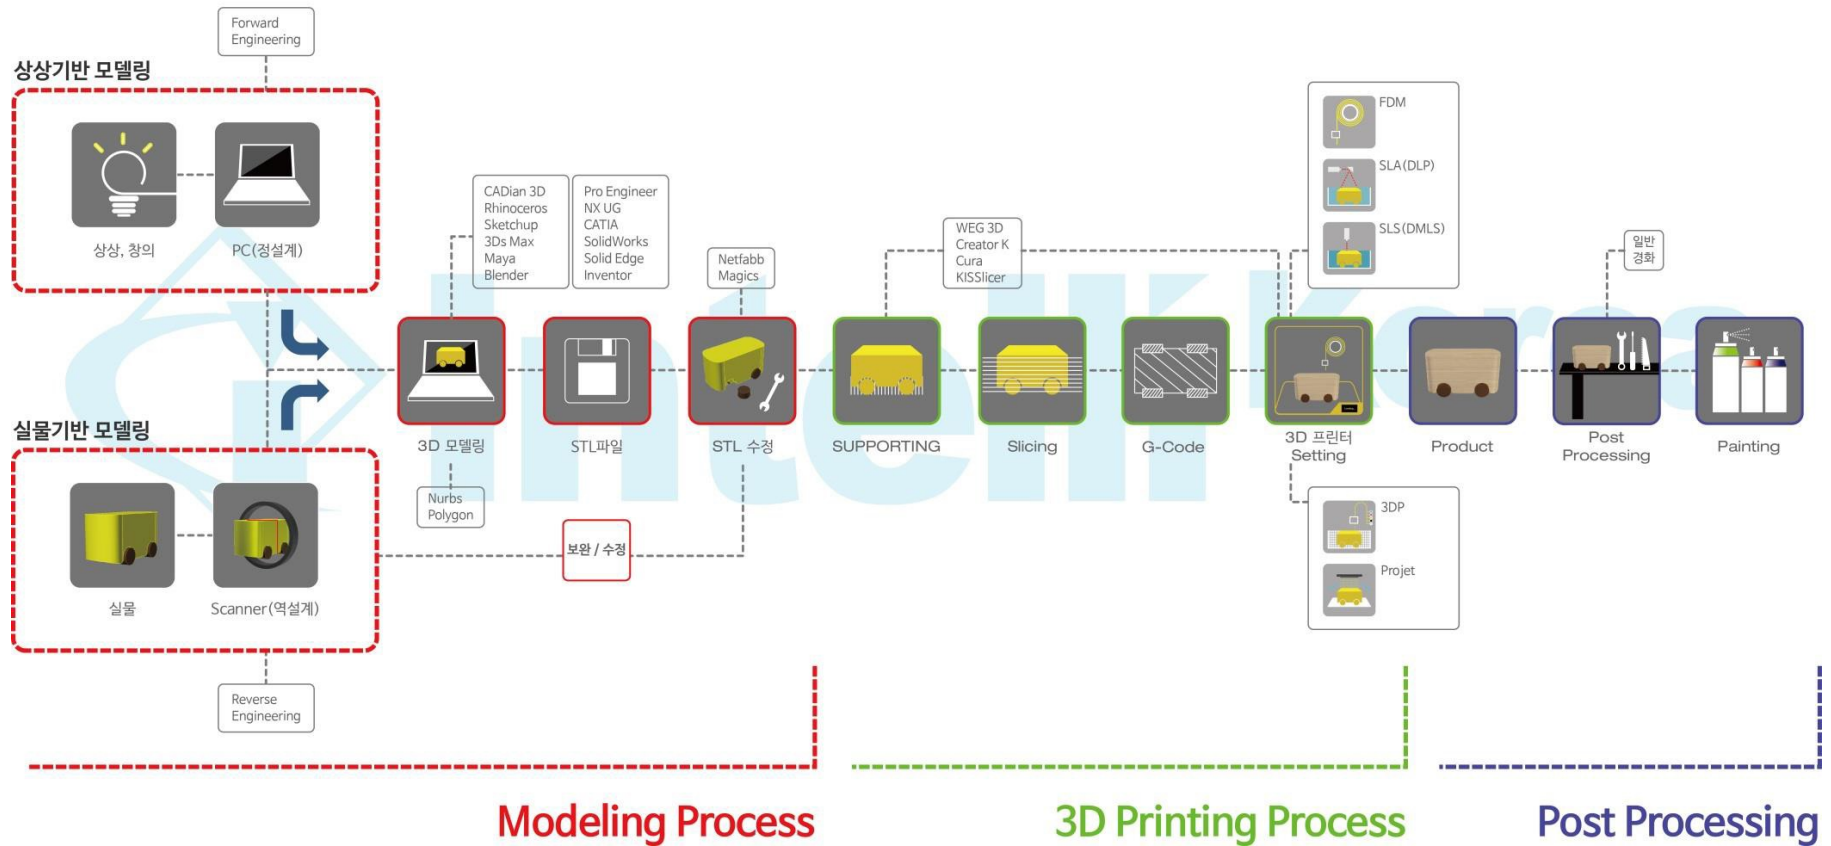 Forward
Engineering
상상기반 모델링
상상, 창의
PC(정설계)
실물기반 모델링
실물
Scanner(역설계)
Reverse
Engineering
CADian 3D
Rhinoceros
Sketchup
3Ds Max
Maya
Blender
Pro Engineer
NX UG
CATIA
SolidWorks
Solid Edge
Inventor
3D 모델링
Nurbs
Polygon
STL파일
Netfabb
Magics
STL 수정
보완 / 수정
WEG 3D
Creator K
Cura
KISSlicer
SUPPORTING
Slicing
G-Code
FDM
SLA(DLP)
SLS(DMLS)
3D 프린터
Setting
3DP
Projet
Product
일반
경화
Post
Processing
Painting
Intelli Korea
Modeling Process
3D Printing Process
Post Processing